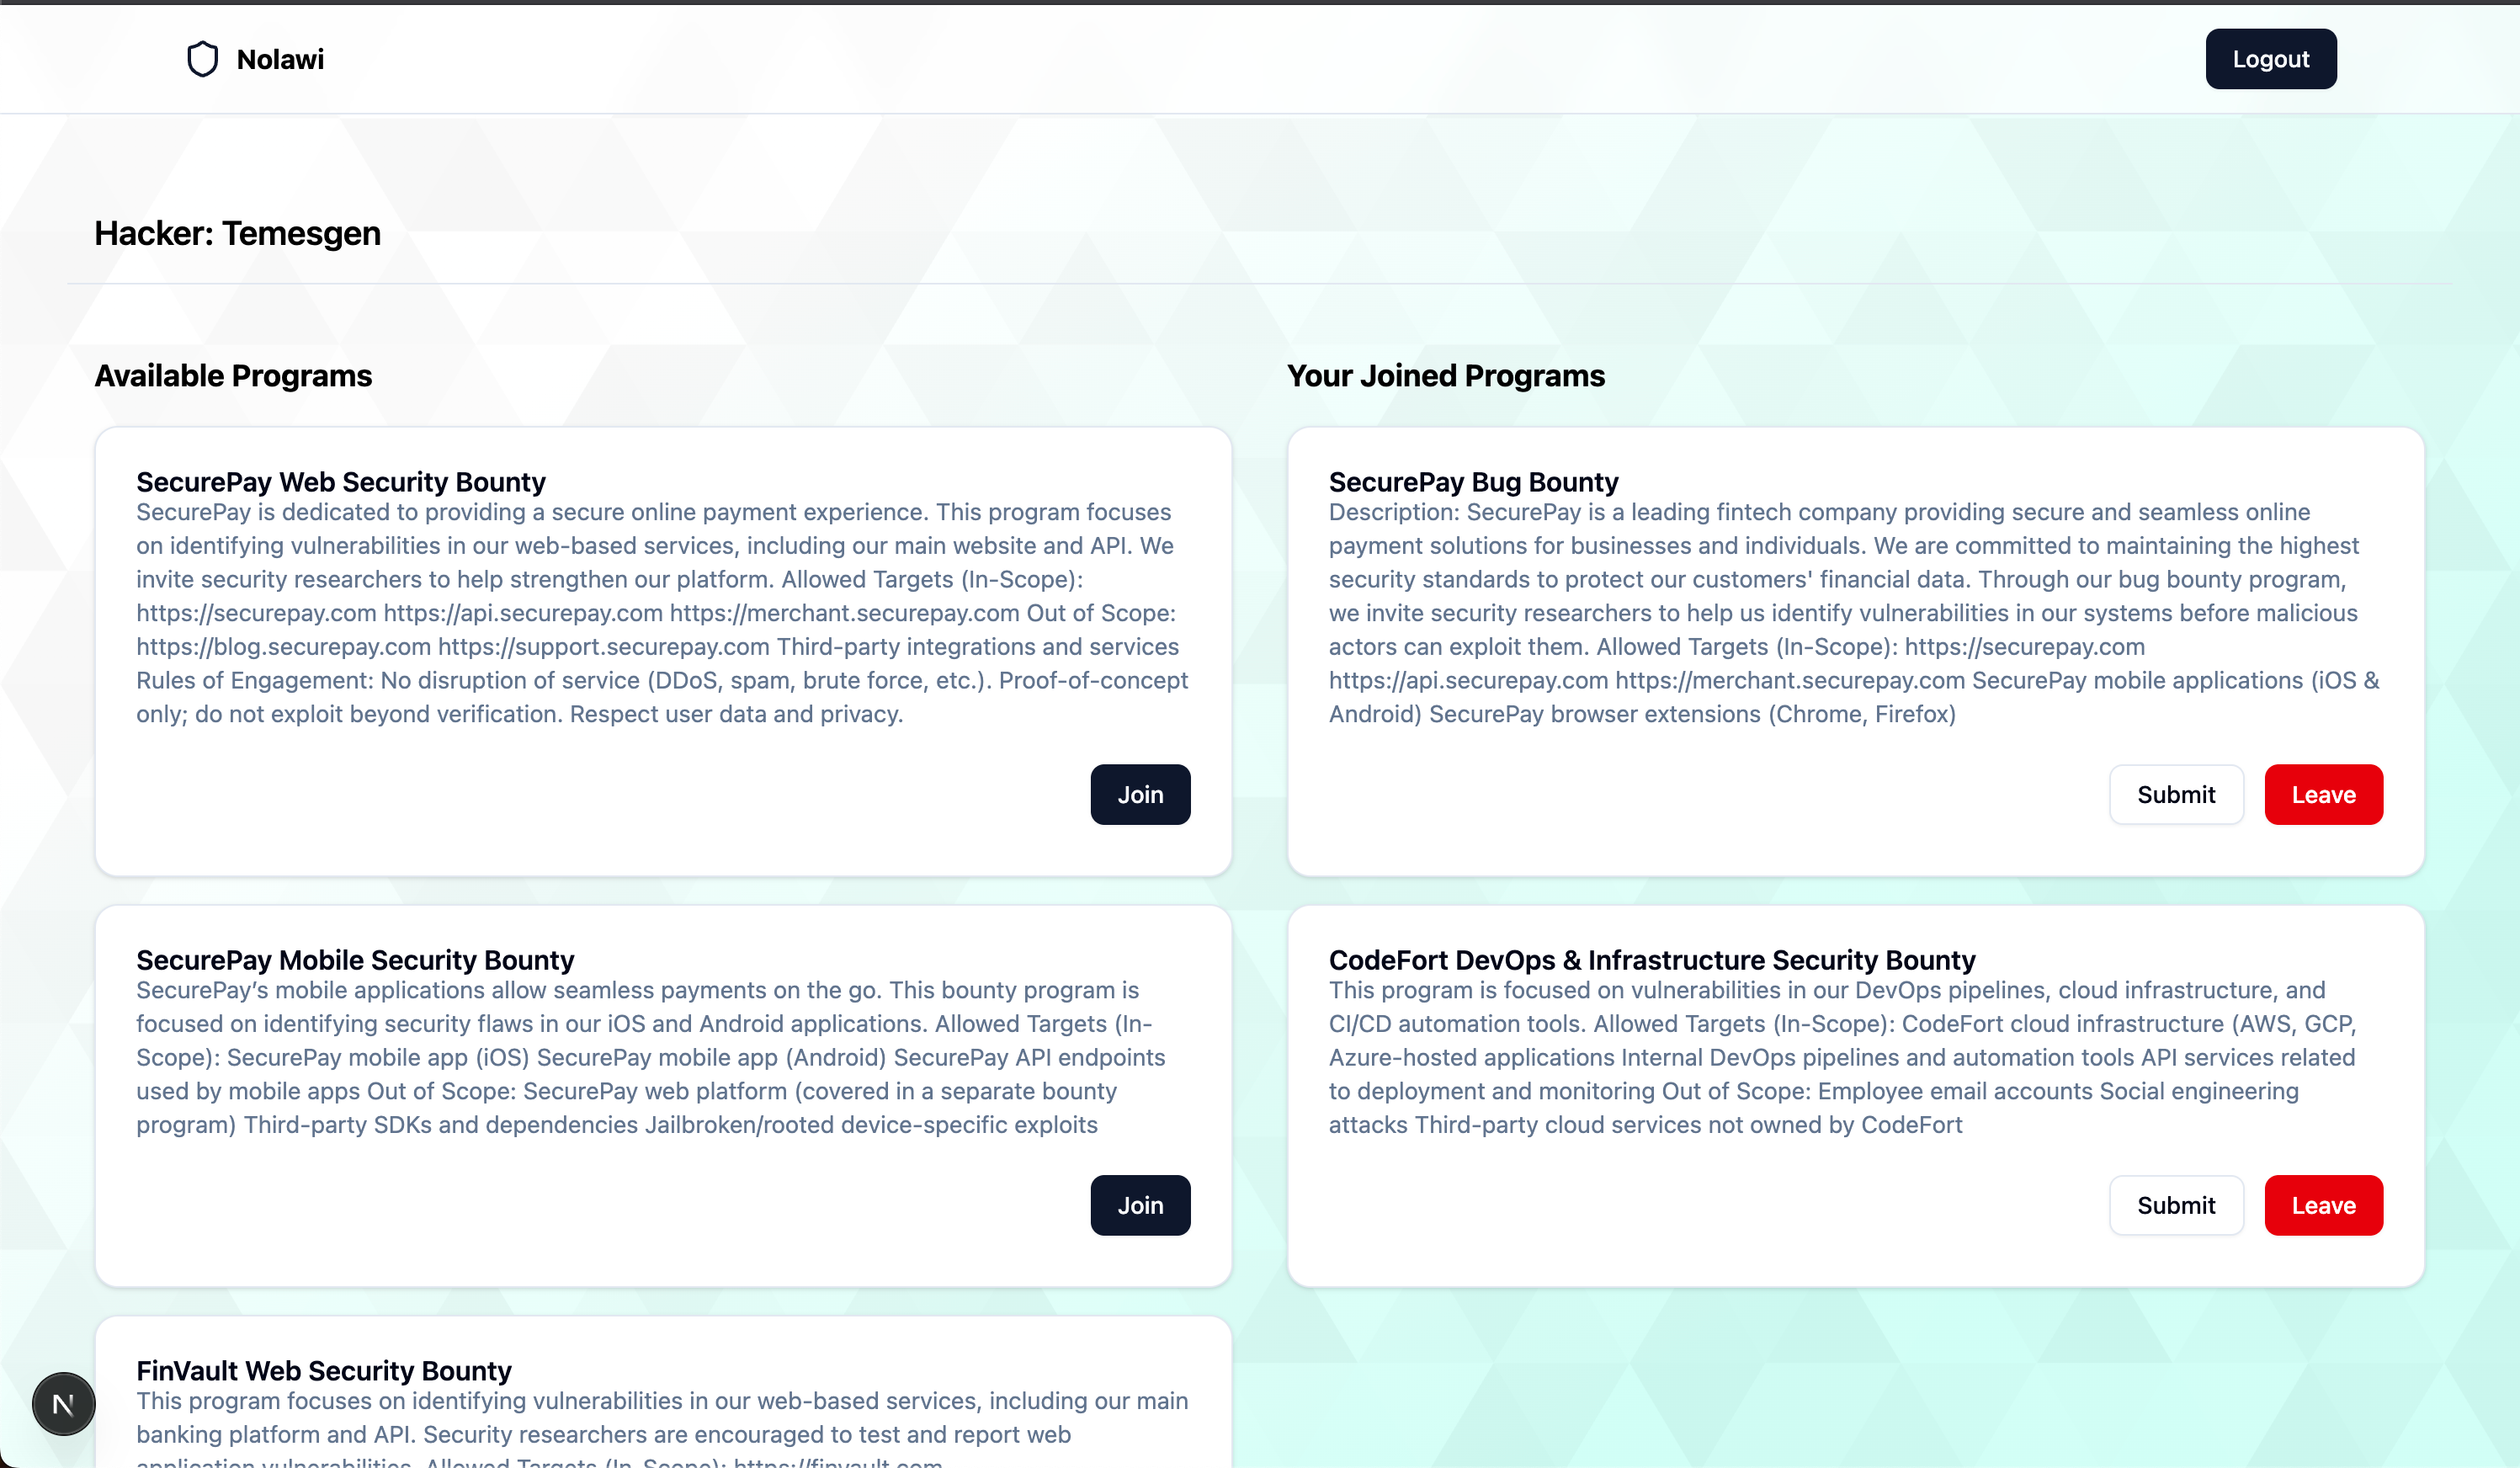 Nolawi
Logout
Hacker: Temesgen
Available Programs
SecurePay Web Security Bounty
SecurePay is dedicated to providing a secure online payment experience. This program focuses
on identifying vulnerabilities in our web-based services, including our main website and API. We
invite security researchers to help strengthen our platform. Allowed Targets (In-Scope):
https://securepay.com https://api.securepay.com https://merchant.securepay.com Out of Scope:
https://blog.securepay.com https://support.securepay.com Third-party integrations and services
Rules of Engagement: No disruption of service (DDoS, spam, brute force, etc.). Proof-of-concept
only; do not exploit beyond verification. Respect user data and privacy.
Join
SecurePay Mobile Security Bounty
SecurePay’s mobile applications allow seamless payments on the go. This bounty program is
focused on identifying security flaws in our iOS and Android applications. Allowed Targets (In-
Scope): SecurePay mobile app (iOS) SecurePay mobile app (Android) SecurePay API endpoints
used by mobile apps Out of Scope: SecurePay web platform (covered in a separate bounty
program) Third-party SDKs and dependencies Jailbroken/rooted device-specific exploits
Join
FinVault Web Security Bounty
This program focuses on identifying vulnerabilities in our web-based services, including our main
banking platform and API. Security researchers are encouraged to test and report web
application vulnerabilities. Allowed Targets (In-Scope): https://finvault.com
Your Joined Programs
SecurePay Bug Bounty
Description: SecurePay is a leading fintech company providing secure and seamless online
payment solutions for businesses and individuals. We are committed to maintaining the highest
security standards to protect our customers' financial data. Through our bug bounty program,
we invite security researchers to help us identify vulnerabilities in our systems before malicious
actors can exploit them. Allowed Targets (In-Scope): https://securepay.com
https://api.securepay.com https://merchant.securepay.com SecurePay mobile applications (iOS &
Android) SecurePay browser extensions (Chrome, Firefox)
Submit
Leave
CodeFort DevOps & Infrastructure Security Bounty
This program is focused on vulnerabilities in our DevOps pipelines, cloud infrastructure, and
CI/CD automation tools. Allowed Targets (In-Scope): CodeFort cloud infrastructure (AWS, GCP,
Azure-hosted applications Internal DevOps pipelines and automation tools API services related
to deployment and monitoring Out of Scope: Employee email accounts Social engineering
attacks Third-party cloud services not owned by CodeFort
Submit
Leave
N